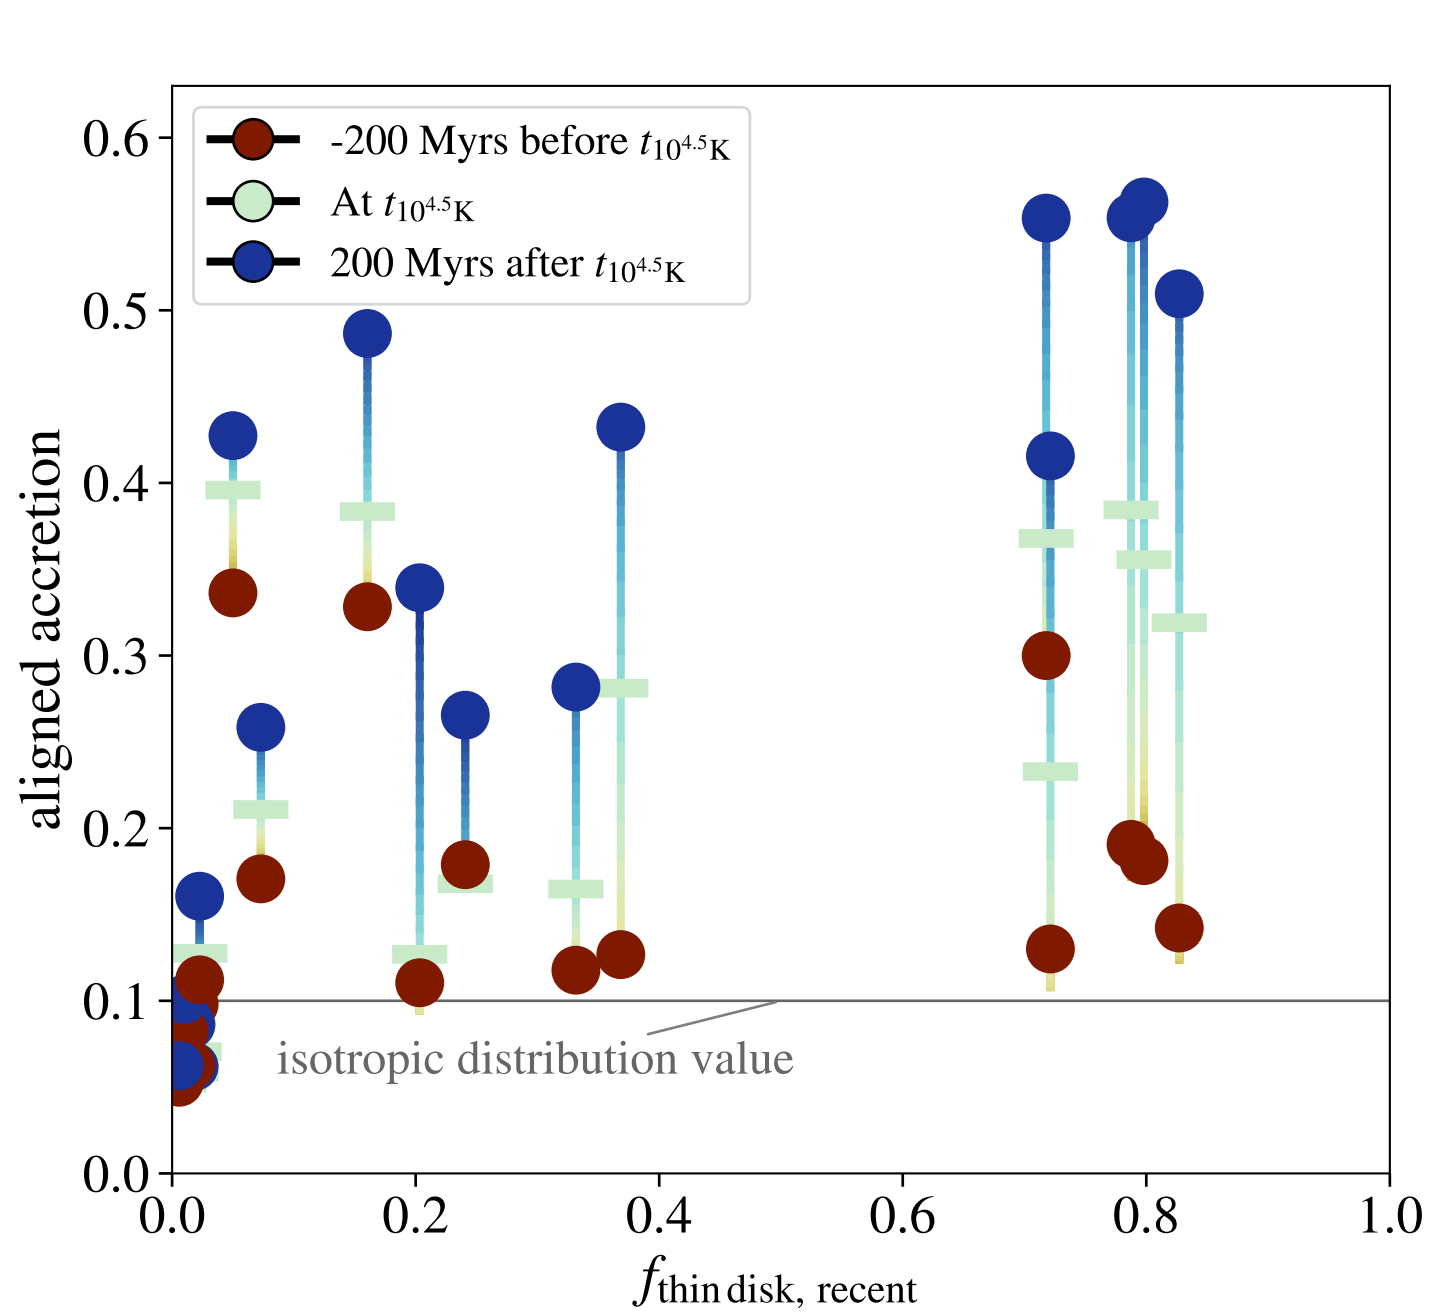 -200 Myrs before t10^4.5K
At t10^4.5K
200 Myrs after t10^4.5K
0.6
0.5
0.4
0.3
0.2
0.1
0.0
aligned accretion
isotropic distribution value
0.0 0.2 0.4 0.6 0.8 1.0
fthin disk, recent